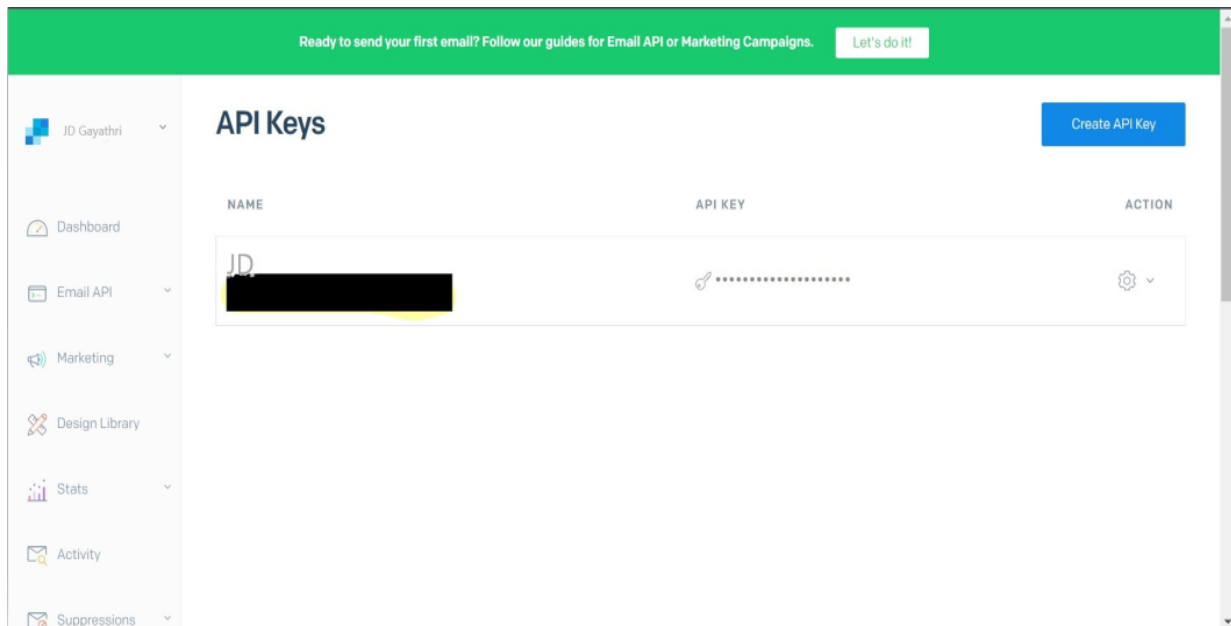 Ready to send your first email? Follow our guides for Email API or Marketing Campaigns.
Let's do it!
JD Gayathri
API Keys
Create API Key
NAME
API KEY
ACTION
JD
Dashboard
Email API
Marketing
Design Library
Stats
Activity
Suppressions